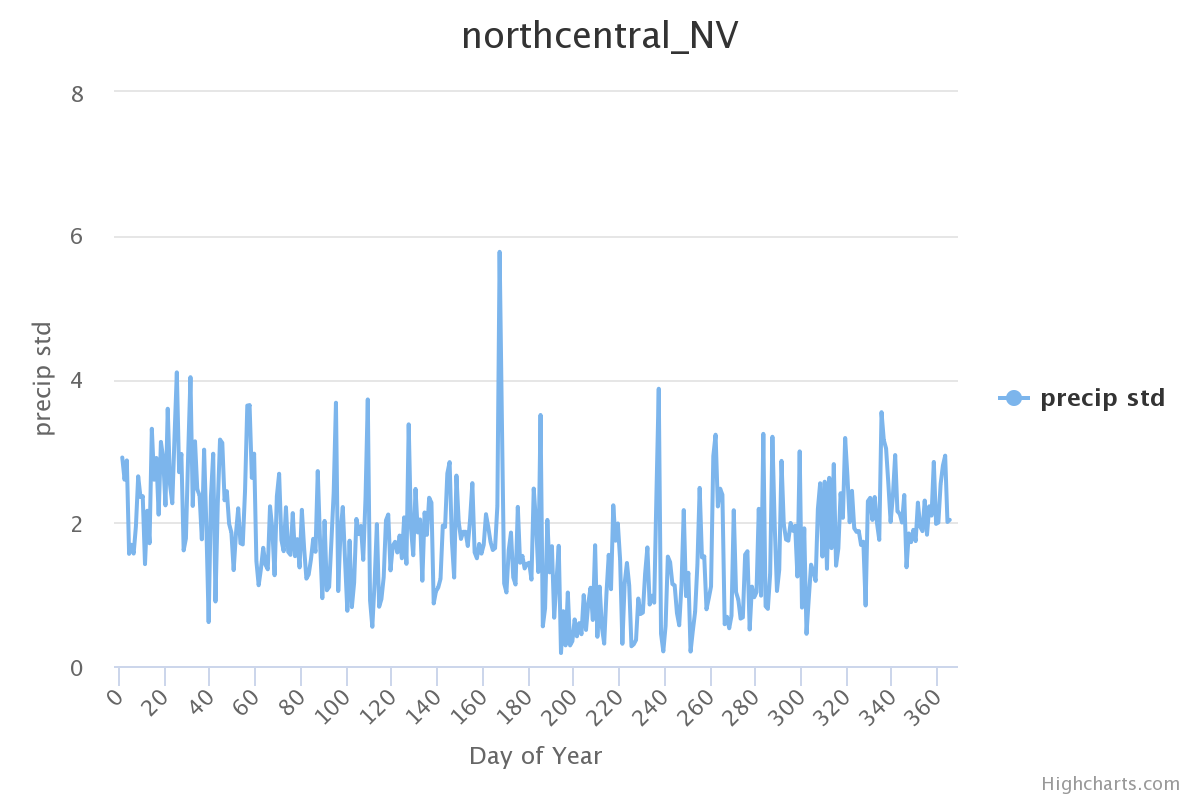 northcentral_NV
8
6
4
2
0
precip std
precip std
0 20 40 60 80 100 120 140 160 180 200 220 240 260 280 300 320 340 360
Day of Year
Highcharts.com